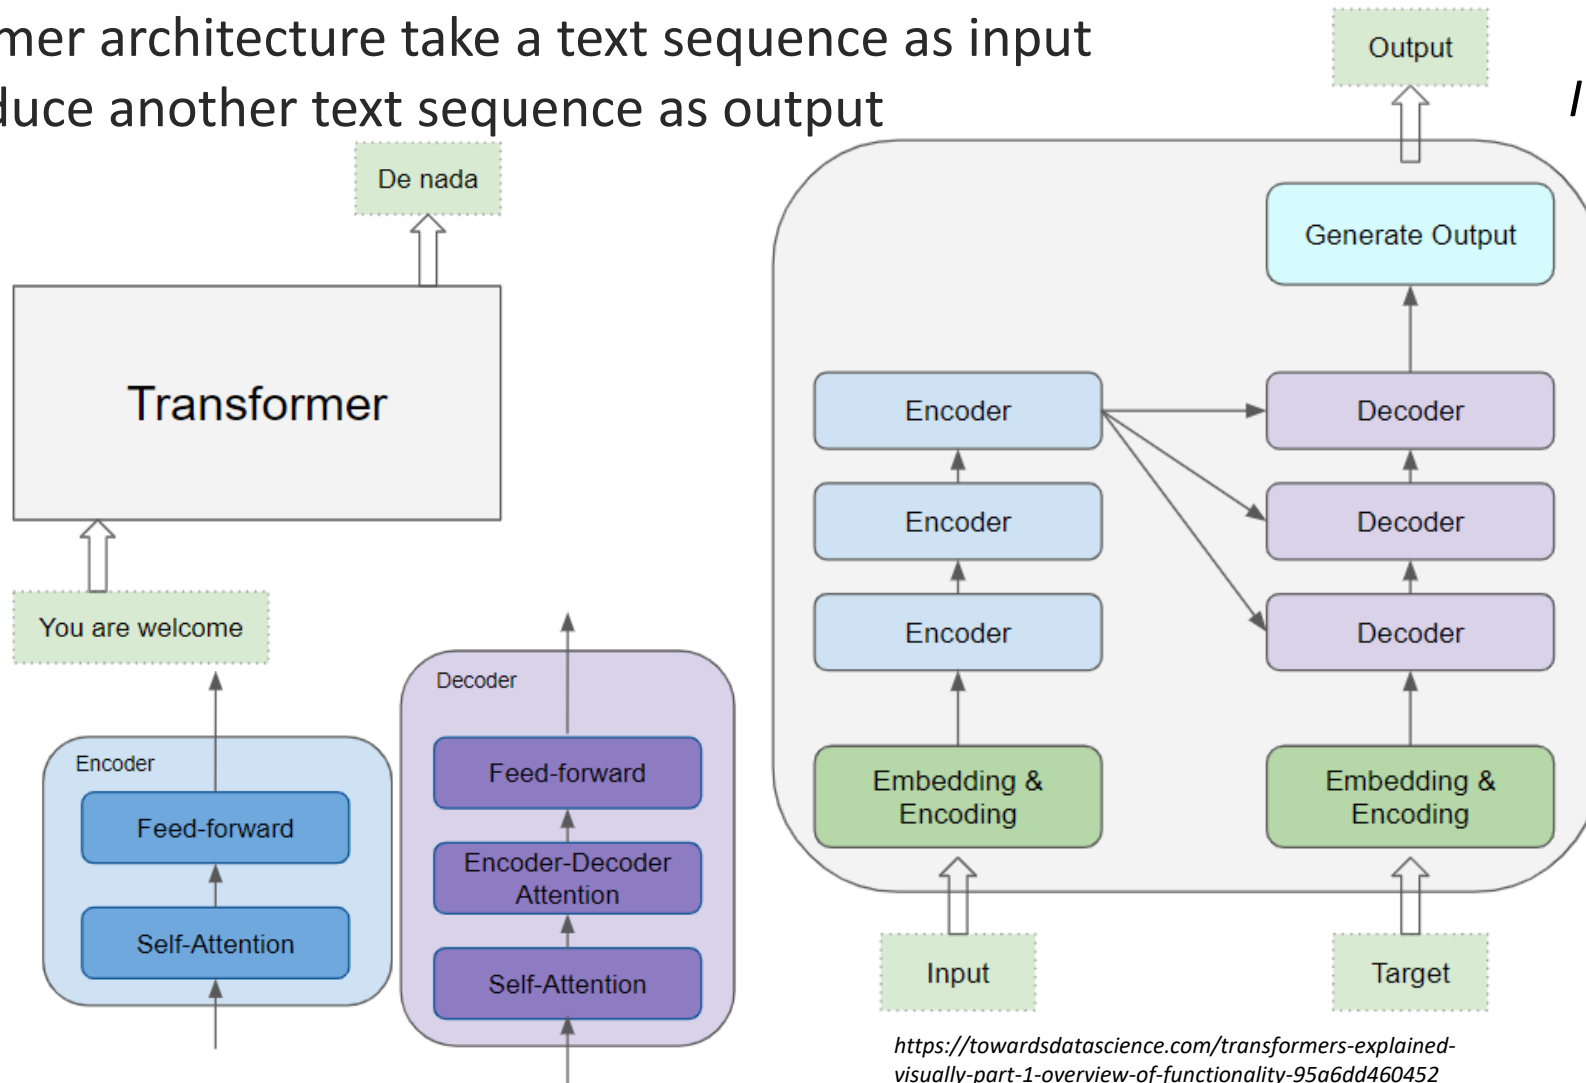 mer architecture take a text sequence as input
duce another text sequence as output
De nada
Transformer
You are welcome
Encoder
Feed-forward
Self-Attention
Decoder
Feed-forward
Encoder-Decoder
Attention
Self-Attention
Output
I
Generate Output
Encoder
Decoder
Encoder
Decoder
Encoder
Decoder
Embedding &
Encoding
Embedding &
Encoding
Input
Target
https://towardsdatascience.com/transformers-explained-
visually-part-1-overview-of-functionality-95a6dd460452